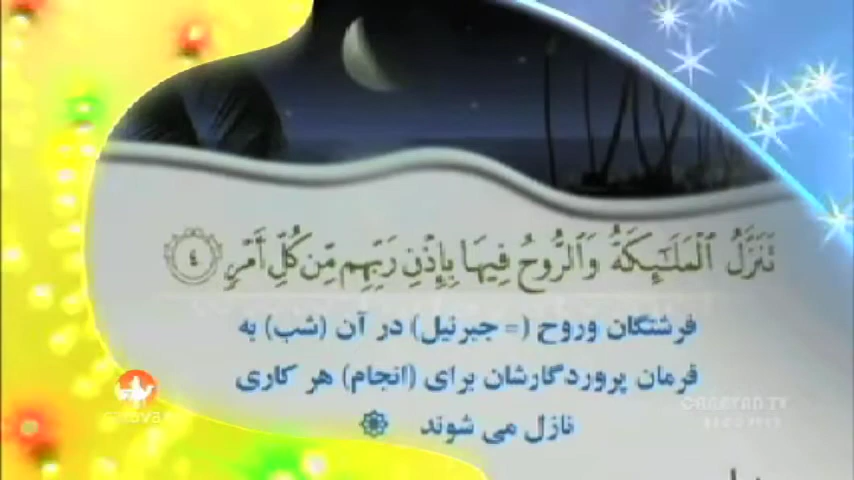 تَنَزَّلُ الْمَلَٰٓئِكَةُ وَالرُّوحُ فِيهَا بِإِذْنِ رَبِّهِم مِّن كُلِّ أَمْرٍ ٤
فرشتگان وروح (= جبرئیل) در آن (شب) به
فرمان پروردگارشان برای (انجام) هر کاری
نازل می شوند